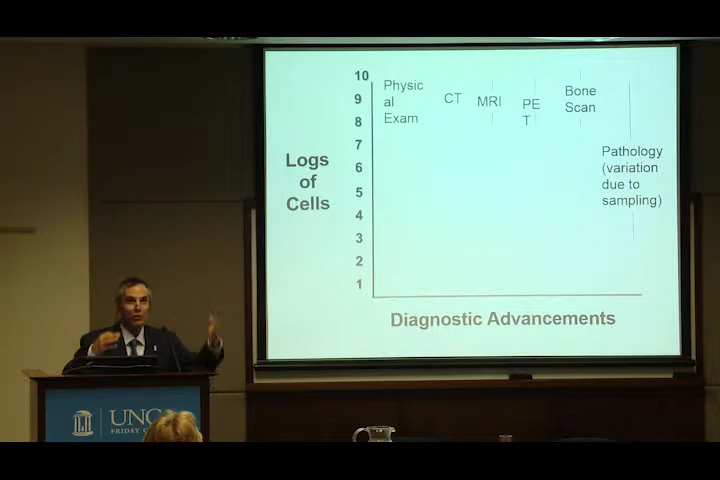 10
9
8
7
6
5
4
3
2
1
Logs
of
Cells
Physic
al
Exam
CT
MRI
PE
T
Bone
Scan
Pathology
(variation
due to
sampling)
Diagnostic Advancements
UNC
FRIDAY